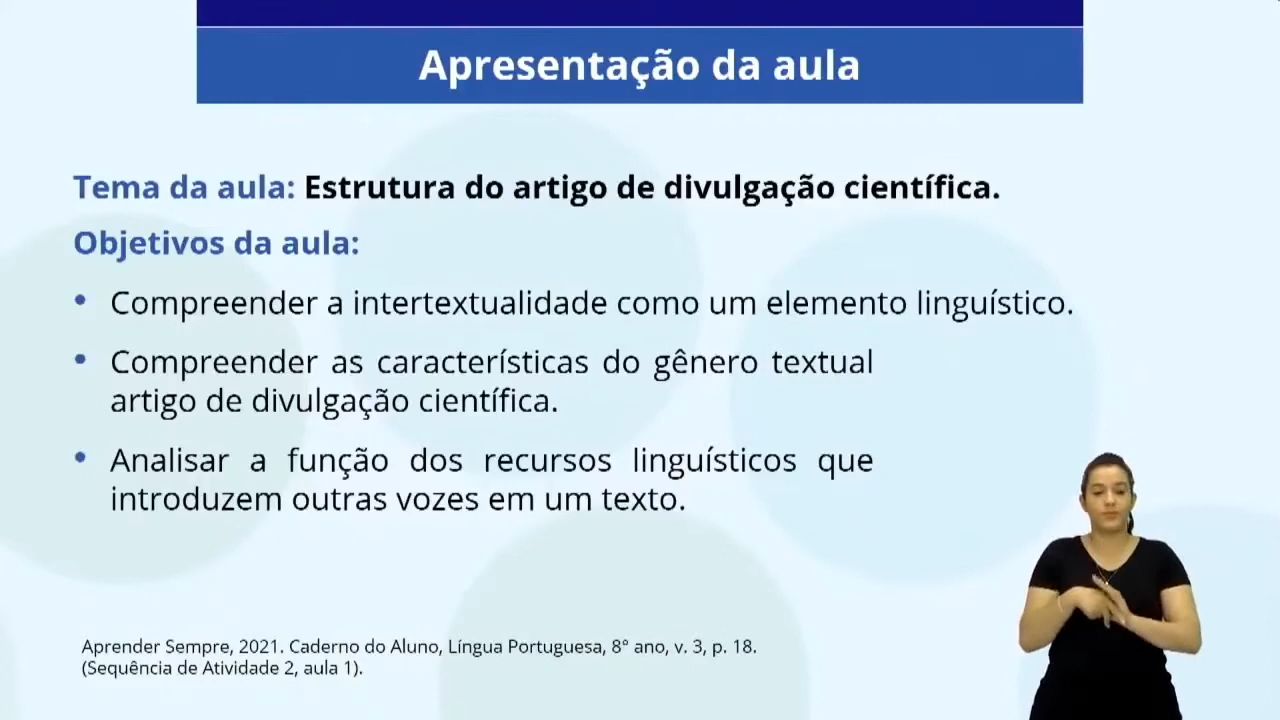 Apresentação da aula
Tema da aula: Estrutura do artigo de divulgação científica.
Objetivos da aula:
• Compreender a intertextualidade como um elemento linguístico.
• Compreender as características do gênero textual
artigo de divulgação científica.
• Analisar a função dos recursos linguísticos que
introduzem outras vozes em um texto.
Aprender Sempre, 2021. Caderno do Aluno, Língua Portuguesa, 8° ano, v. 3, p. 18.
(Sequência de Atividade 2, aula 1).